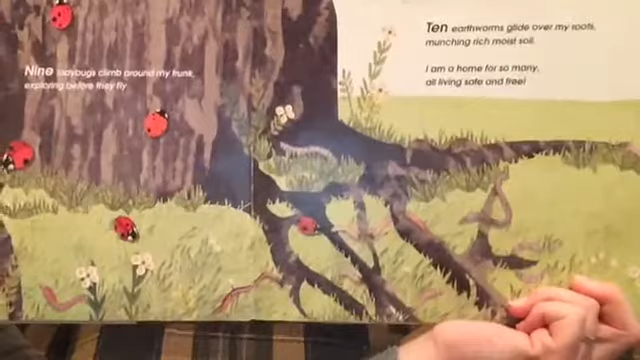 Nine ladybugs climb around my trunk,
exploring before they fly.
Ten earthworms glide over my roots,
munching rich moist soil.
I am a home for so many,
all living safe and free!